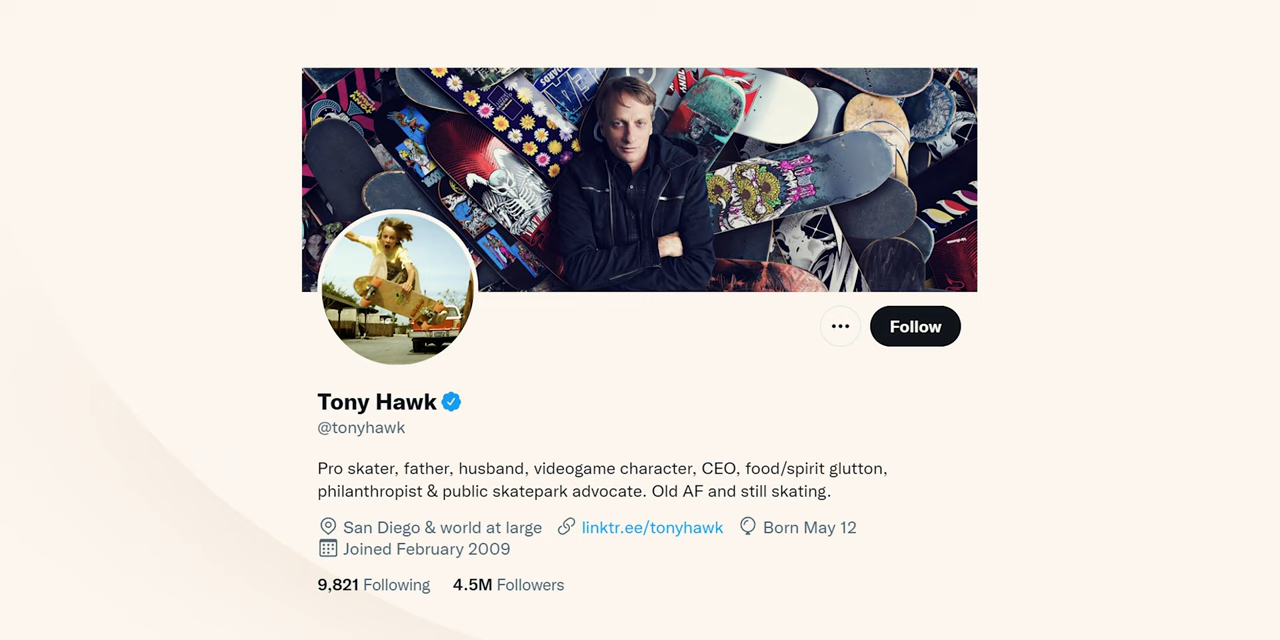 Tony Hawk
@tonyhawk
Pro skater, father, husband, videogame character, CEO, food/spirit glutton,
philanthropist & public skatepark advocate. Old AF and still skating.
San Diego & world at large linktr.ee/tonyhawk Born May 12
Joined February 2009
9,821 Following 4.5M Followers
Follow